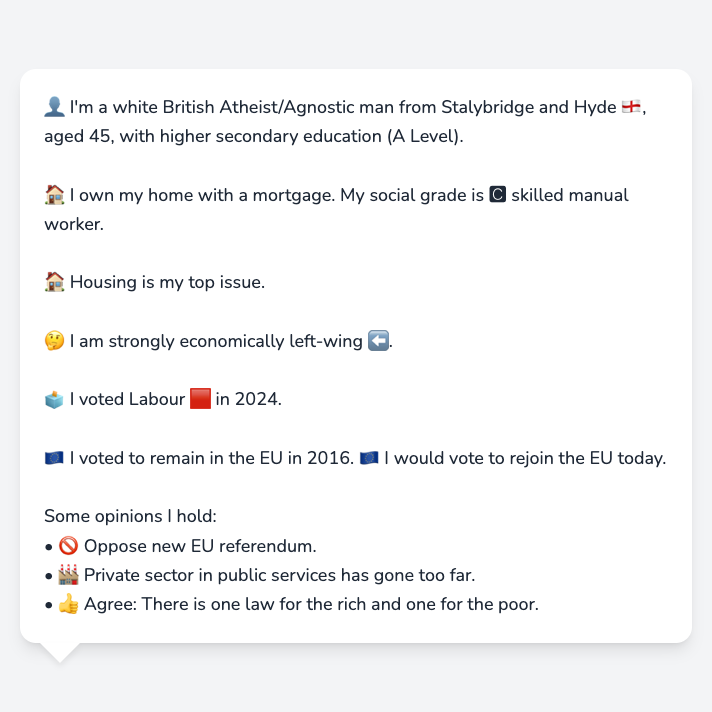 👤 I'm a white British Atheist/Agnostic man from Stalybridge and Hyde 🏴󠁧󠁢󠁥󠁮󠁧󠁿,
aged 45, with higher secondary education (A Level).
🏠 I own my home with a mortgage. My social grade is 🅲 skilled manual
worker.
🏠 Housing is my top issue.
🤔 I am strongly economically left-wing ⬅️.
🗳️ I voted Labour 🟥 in 2024.
🇪🇺 I voted to remain in the EU in 2016. 🇪🇺 I would vote to rejoin the EU today.
Some opinions I hold:
• 🚫 Oppose new EU referendum.
• 🏭 Private sector in public services has gone too far.
• 👍 Agree: There is one law for the rich and one for the poor.